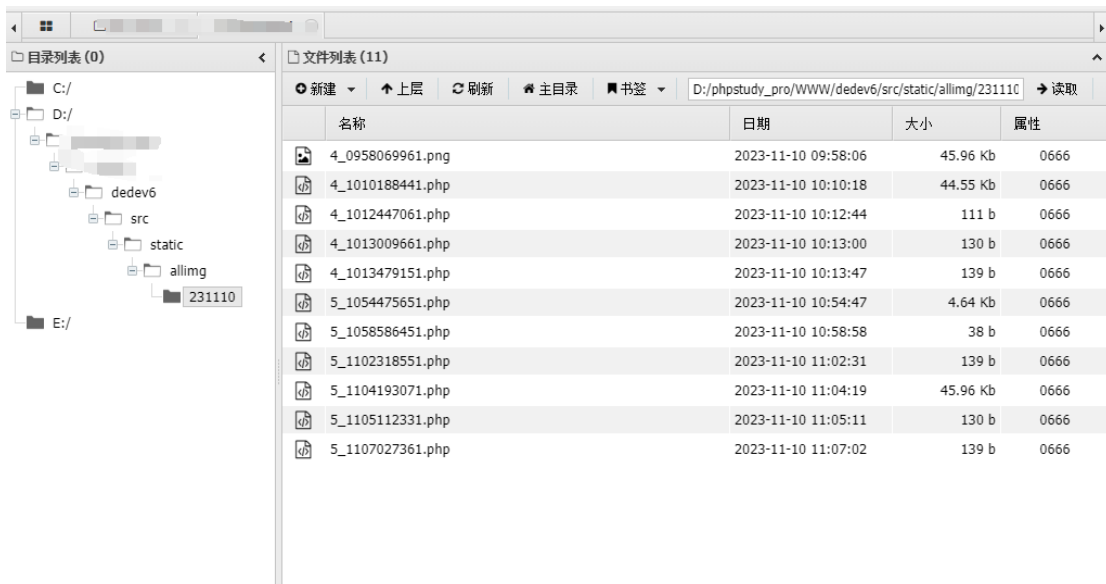 目录列表 (0)
文件列表 (11)
C:/
D:/
dedev6
src
static
allimg
231110
E:/
新建 上层 刷新 主目录 书签 D:/phpstudy_pro/WWW/dedev6/src/static/allimg/231110 读取
名称 日期 大小 属性
4_0958069961.png 2023-11-10 09:58:06 45.96 Kb 0666
4_1010188441.php 2023-11-10 10:10:18 44.55 Kb 0666
4_1012447061.php 2023-11-10 10:12:44 111 b 0666
4_1013009661.php 2023-11-10 10:13:00 130 b 0666
4_1013479151.php 2023-11-10 10:13:47 139 b 0666
5_1054475651.php 2023-11-10 10:54:47 4.64 Kb 0666
5_1058586451.php 2023-11-10 10:58:58 38 b 0666
5_1102318551.php 2023-11-10 11:02:31 139 b 0666
5_1104193071.php 2023-11-10 11:04:19 45.96 Kb 0666
5_1105112331.php 2023-11-10 11:05:11 130 b 0666
5_1107027361.php 2023-11-10 11:07:02 139 b 0666